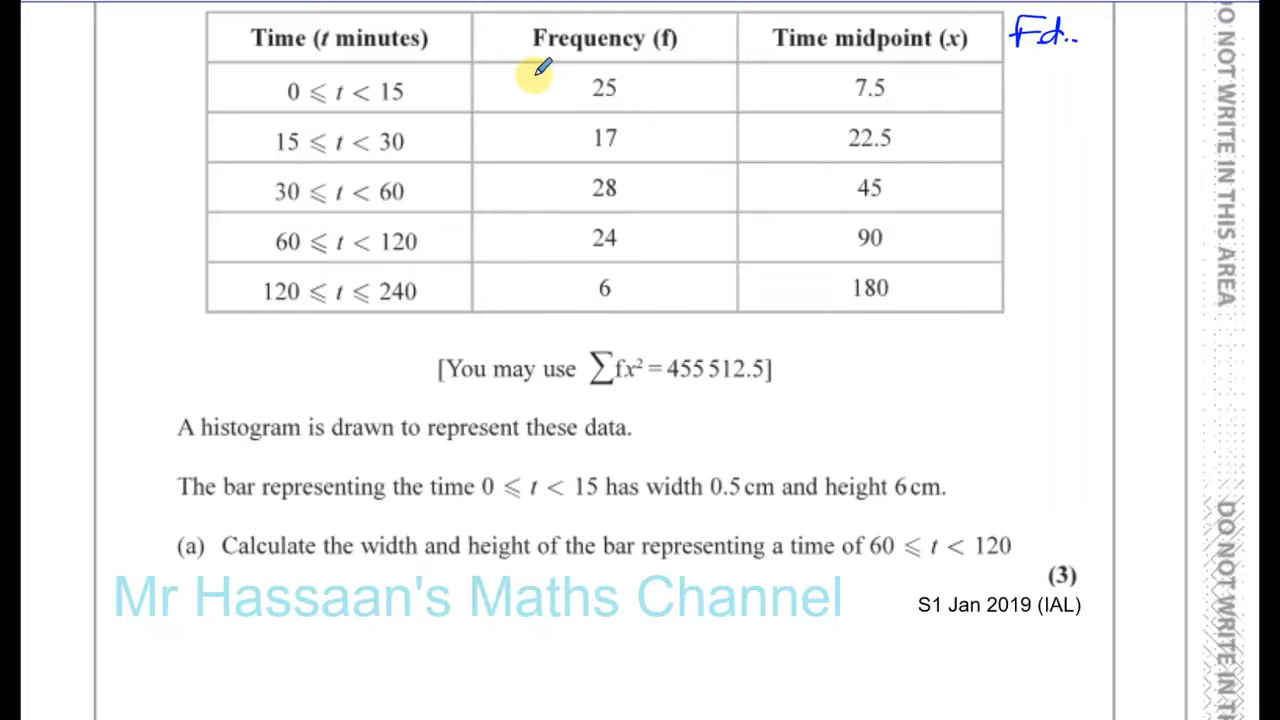 Time (t minutes) Frequency (f) Time midpoint (x) Fd..
0 ⩽ t < 15 25 7.5
15 ⩽ t < 30 17 22.5
30 ⩽ t < 60 28 45
60 ⩽ t < 120 24 90
120 ⩽ t ⩽ 240 6 180
[You may use ∑fx² = 455 512.5]
A histogram is drawn to represent these data.
The bar representing the time 0 ⩽ t < 15 has width 0.5 cm and height 6 cm.
(a) Calculate the width and height of the bar representing a time of 60 ⩽ t < 120
(3)
Mr Hassaan's Maths Channel
S1 Jan 2019 (IAL)
DO NOT WRITE IN THIS AREA
DO NOT WRITE IN T